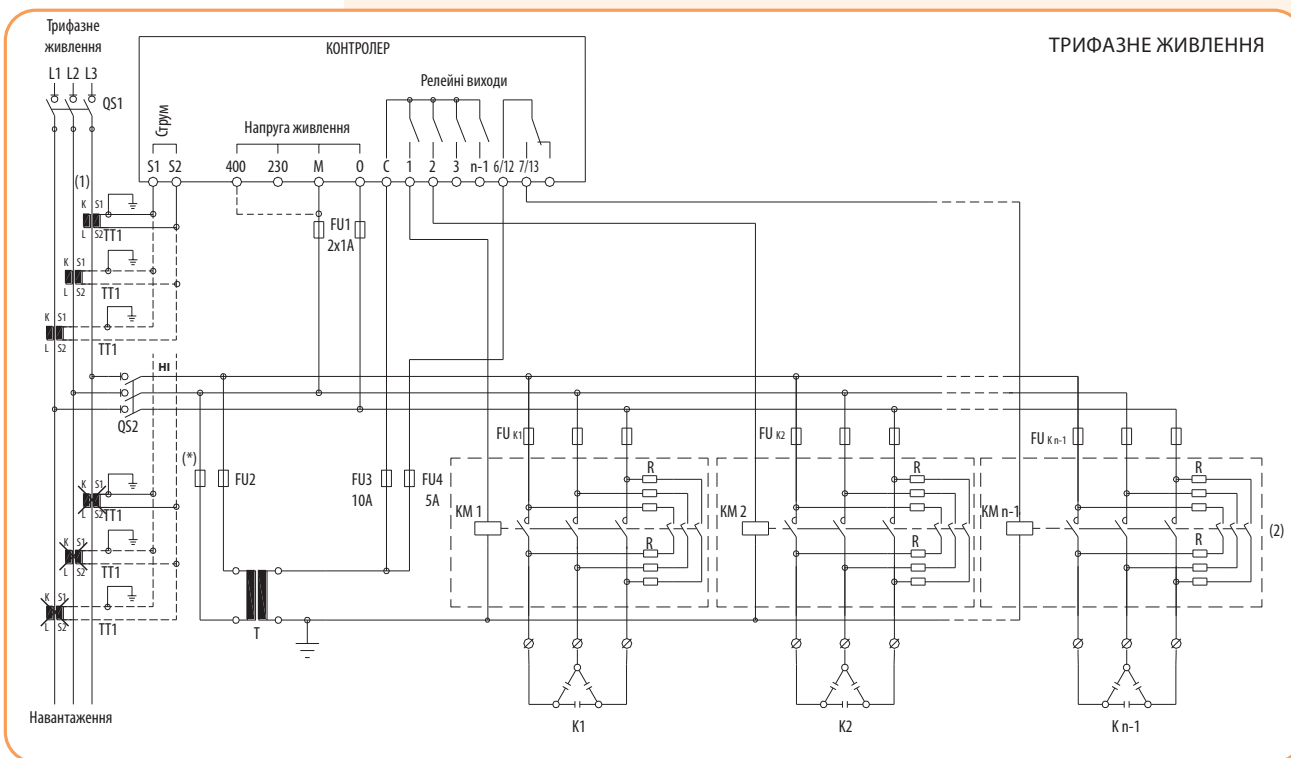 Трифазне
живлення
L1 L2 L3
QS1
КОНТРОЛЕР
ТРИФАЗНЕ ЖИВЛЕННЯ
Струм
Напруга живлення
Релейні виходи
S1 S2 400 230 M 0 C 1 2 3 n-1 6/12 7/13
(1)
K S1
L S2
TT1
K S1
L S2
TT1
K S1
L S2
TT1
FU1
2x1A
НІ
QS2
(*)
FU2
FU3
10A
FU4
5A
FU K1
FU K2
FU K n-1
K S1
L S2
TT1
K S1
L S2
TT1
K S1
L S2
TT1
KM 1
R
R
KM 2
R
R
KM n-1
R
R
(2)
T
Навантаження
K1
K2
K n-1